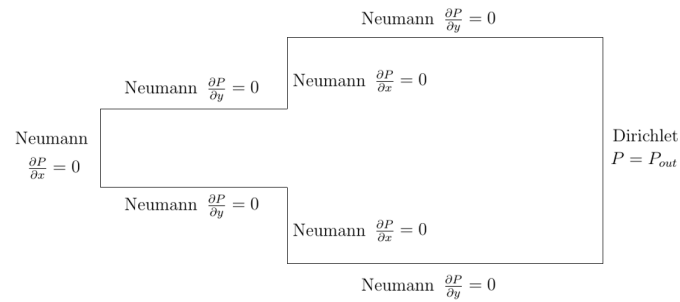 Neumann ∂P/∂y = 0
Neumann ∂P/∂y = 0
Neumann ∂P/∂x = 0
Neumann
∂P/∂x = 0
Dirichlet
P = P_out
Neumann ∂P/∂y = 0
Neumann ∂P/∂x = 0
Neumann ∂P/∂y = 0